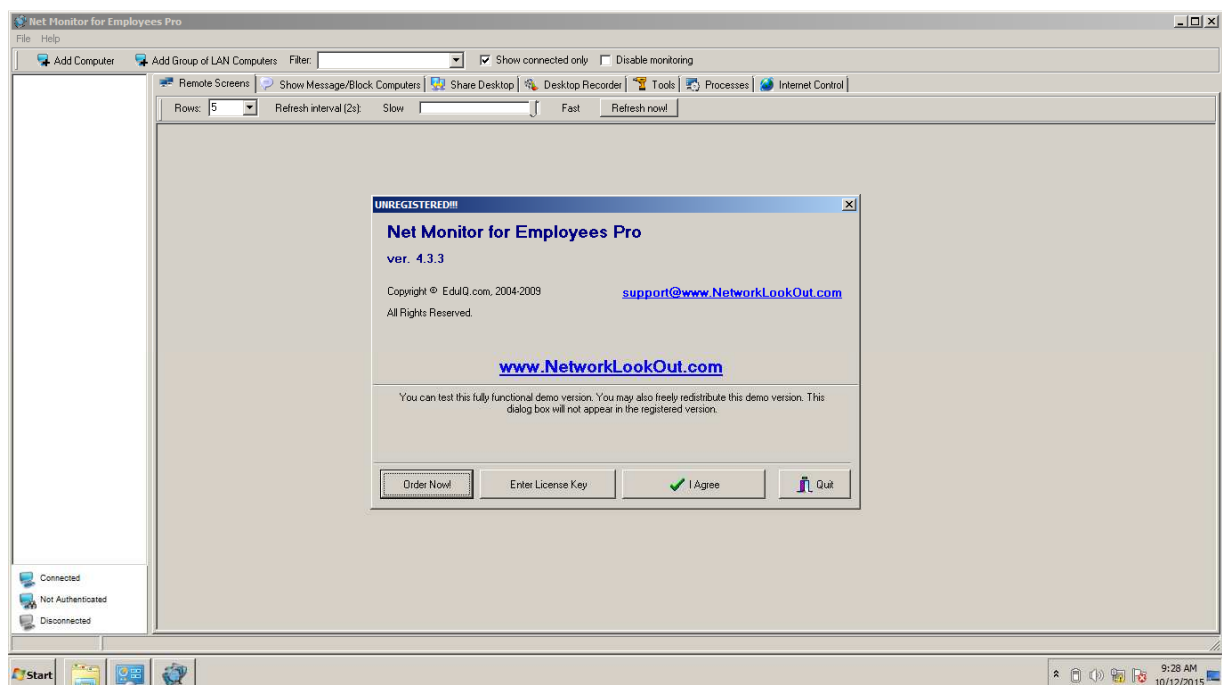 Net Monitor for Employees Pro
File Help
Add Computer Add Group of LAN Computers Filter: Show connected only Disable monitoring
Remote Screens Show Message/Block Computers Share Desktop Desktop Recorder Tools Processes Internet Control
Rows: 5 Refresh interval (2s): Slow Fast Refresh now!
UNREGISTERED!!!
Net Monitor for Employees Pro
ver. 4.3.3
Copyright © EduIQ.com, 2004-2009 support@www.NetworkLookOut.com
All Rights Reserved.
www.NetworkLookOut.com
You can test this fully functional demo version. You may also freely redistribute this demo version. This
dialog box will not appear in the registered version.
Order Now! Enter License Key I Agree Quit
Connected
Not Authenticated
Disconnected
Start 9:28 AM
10/12/2015